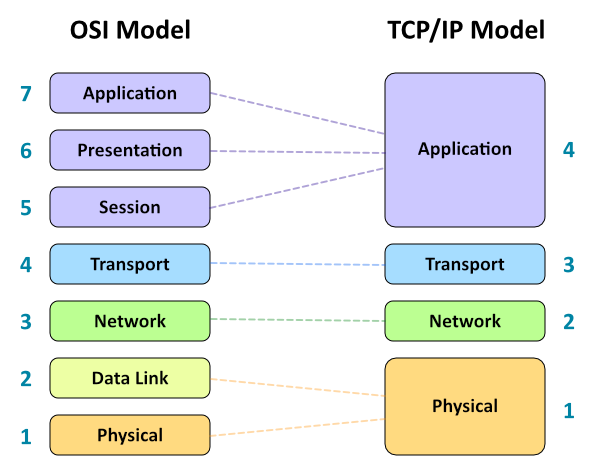 OSI Model
TCP/IP Model
7
Application
6
Presentation
5
Session
Application
4
4
Transport
Transport
3
3
Network
Network
2
2
Data Link
1
Physical
Physical
1